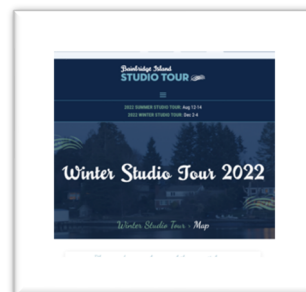 Bainbridge Island
STUDIO TOUR
2022 SUMMER STUDIO TOUR: Aug 12-14
2022 WINTER STUDIO TOUR: Dec 2-4
Winter Studio Tour 2022
Winter Studio Tour - Map